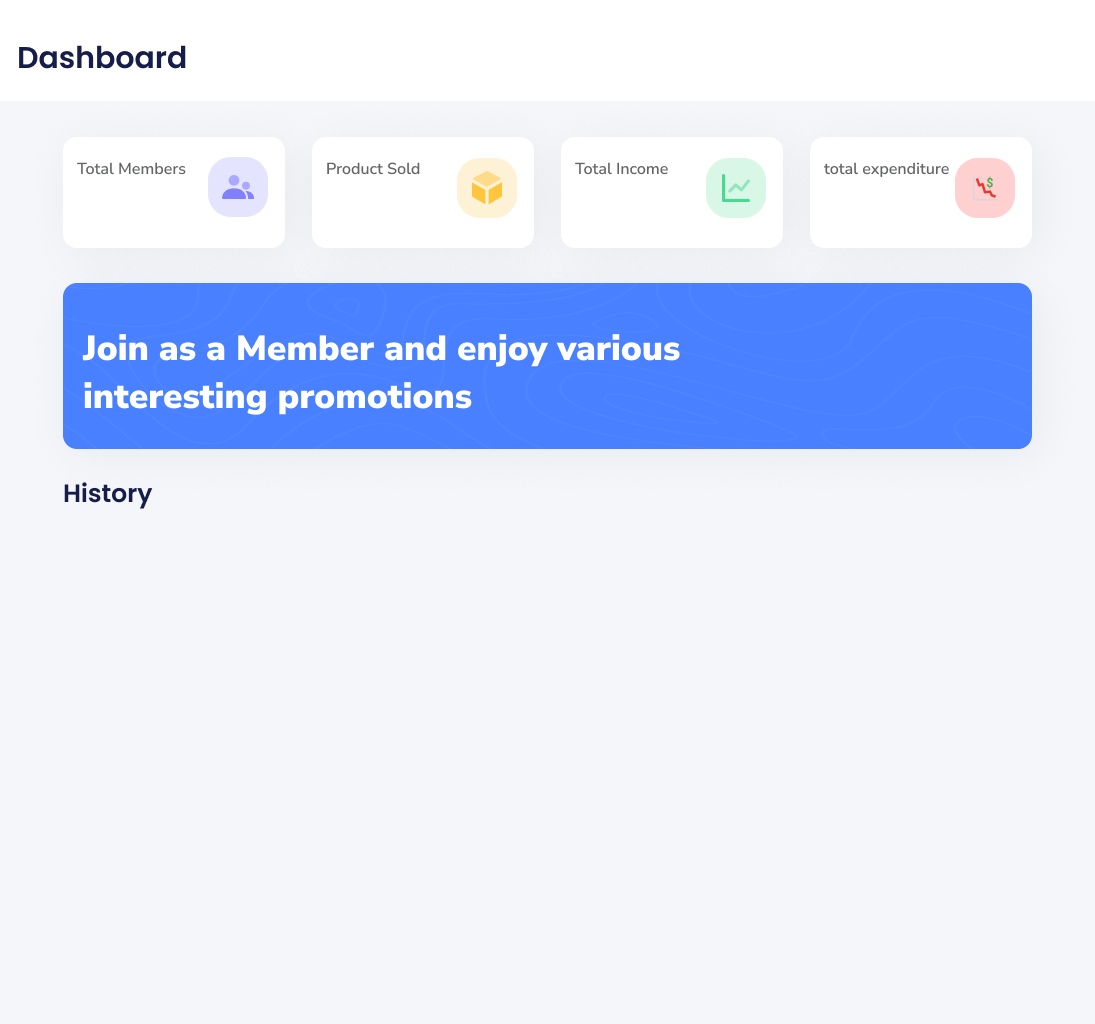 Dashboard
Total Members
Product Sold
Total Income
total expenditure
$
Join as a Member and enjoy various
interesting promotions
History